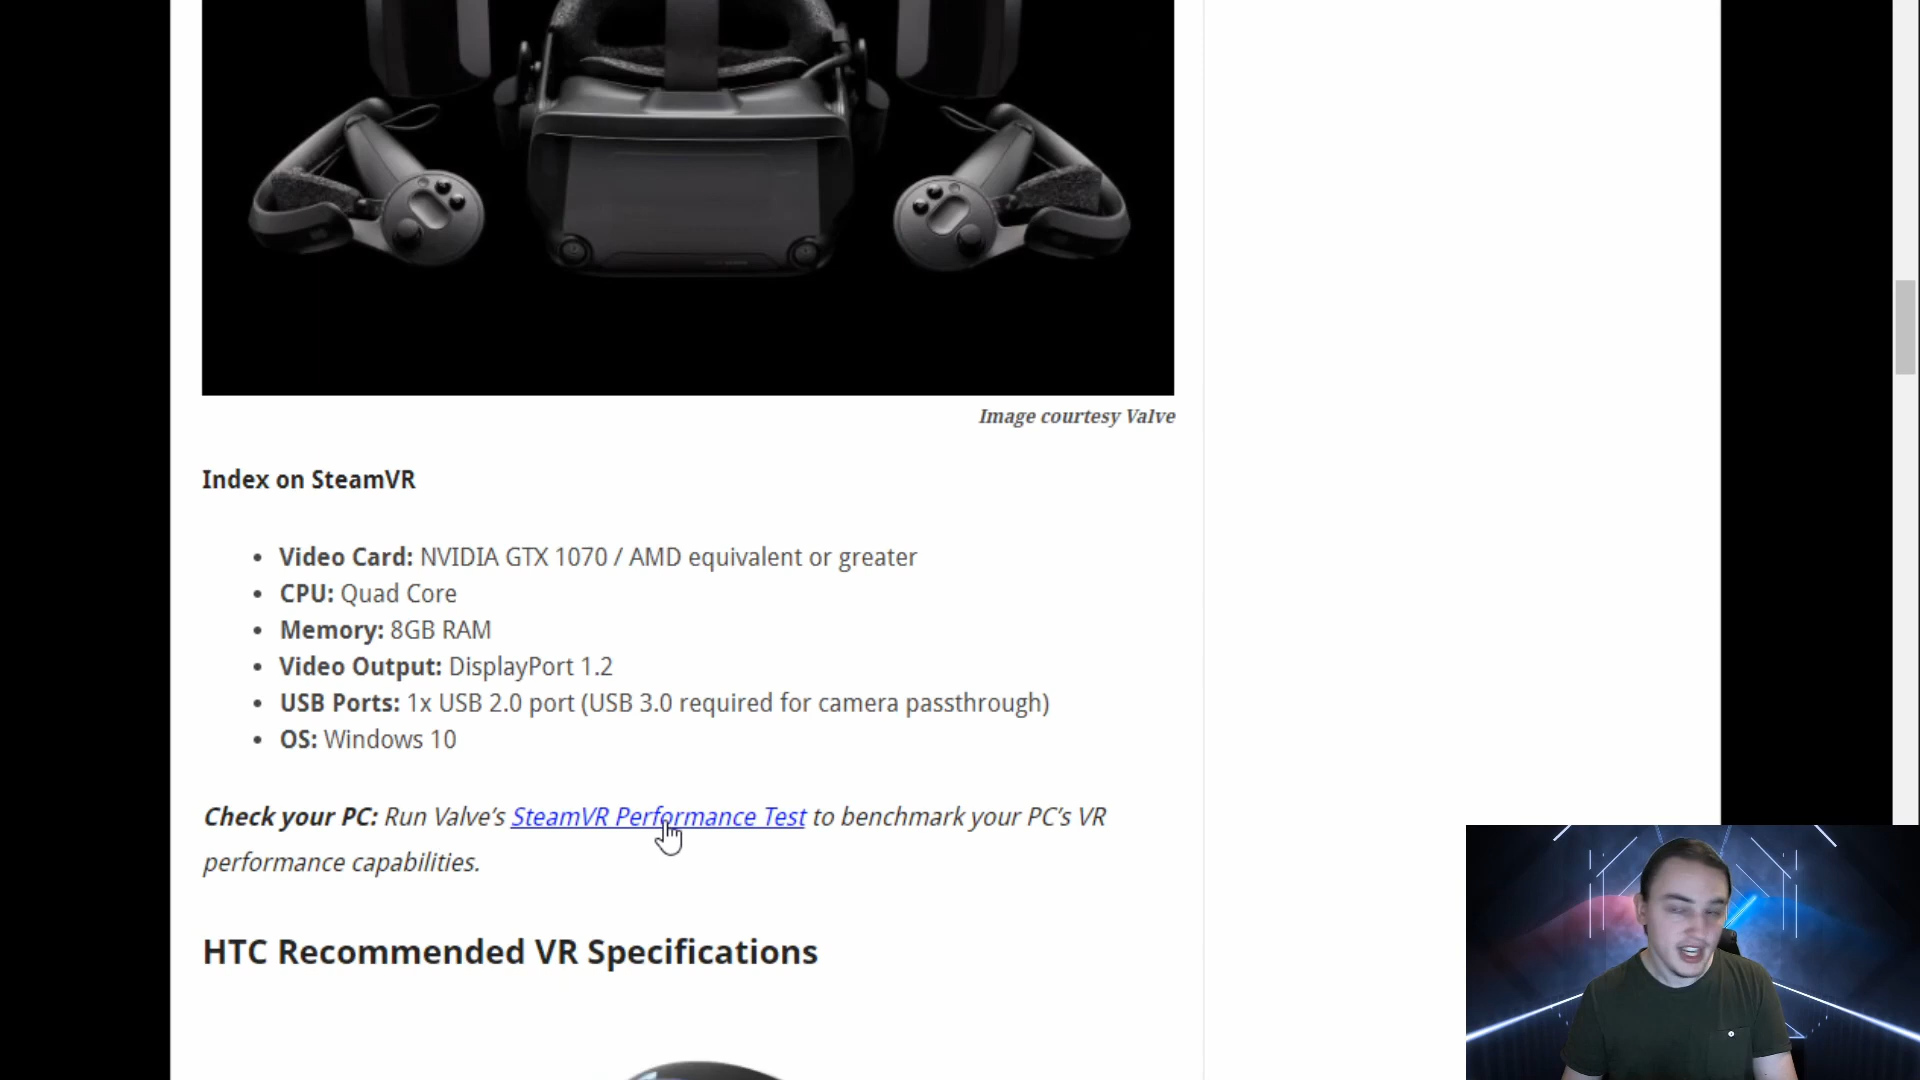 Image courtesy Valve
Index on SteamVR
• Video Card: NVIDIA GTX 1070 / AMD equivalent or greater
• CPU: Quad Core
• Memory: 8GB RAM
• Video Output: DisplayPort 1.2
• USB Ports: 1x USB 2.0 port (USB 3.0 required for camera passthrough)
• OS: Windows 10
Check your PC: Run Valve's SteamVR Performance Test to benchmark your PC's VR
performance capabilities.
HTC Recommended VR Specifications